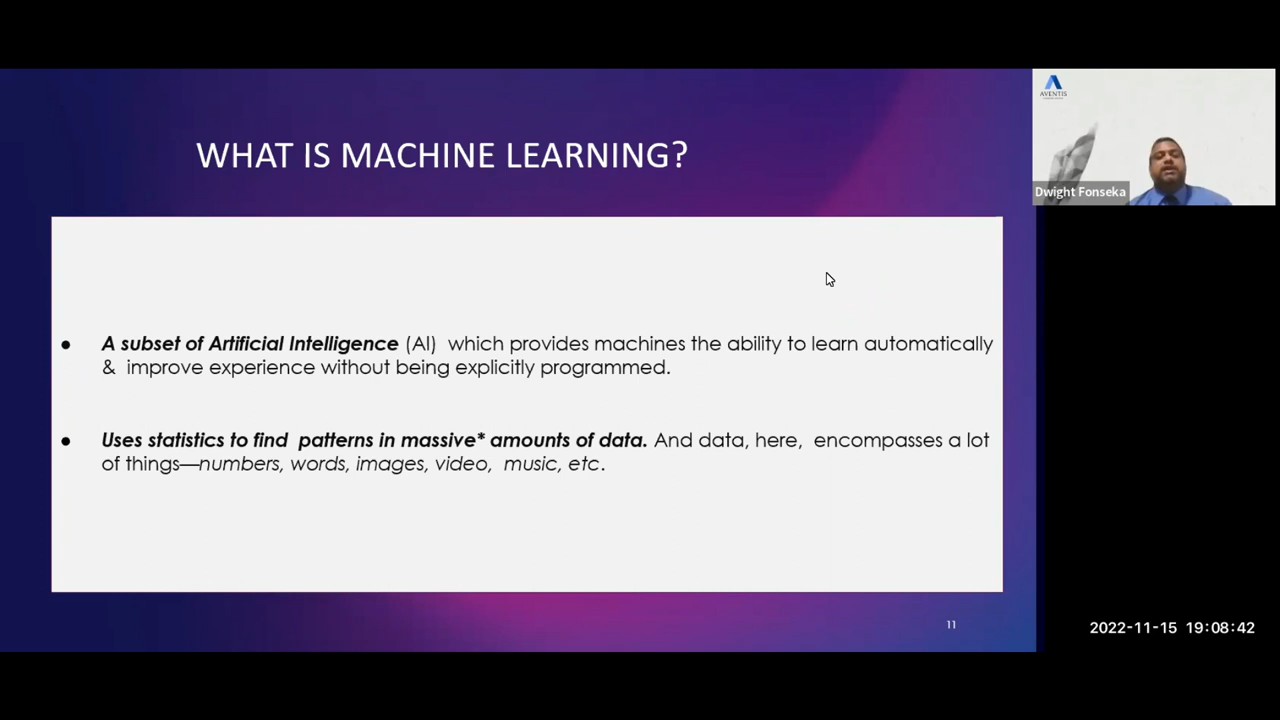 WHAT IS MACHINE LEARNING?
● A subset of Artificial Intelligence (AI) which provides machines the ability to learn automatically
& improve experience without being explicitly programmed.
● Uses statistics to find patterns in massive* amounts of data. And data, here, encompasses a lot
of things—numbers, words, images, video, music, etc.
11
AVENTIS
Dwight Fonseka
2022-11-15 19:08:42